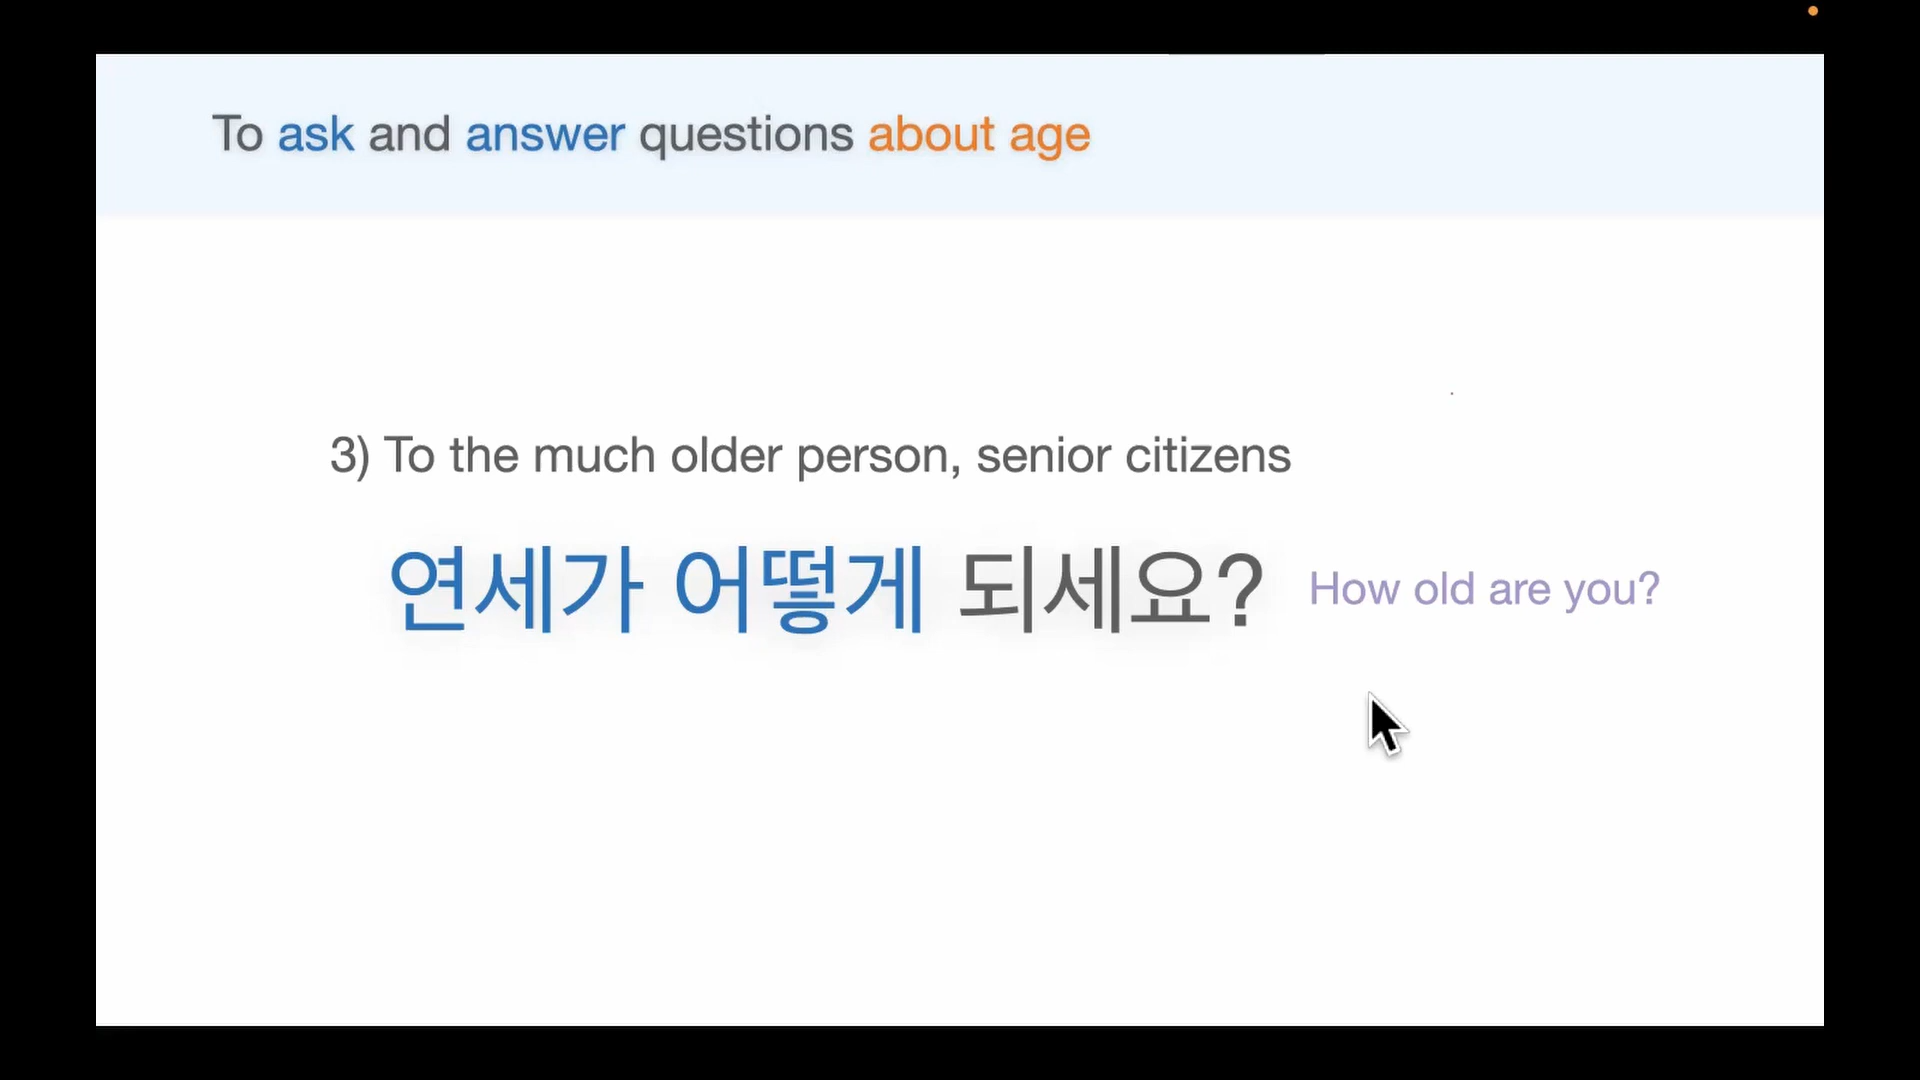 To ask and answer questions about age
3) To the much older person, senior citizens
연세가 어떻게 되세요? How old are you?